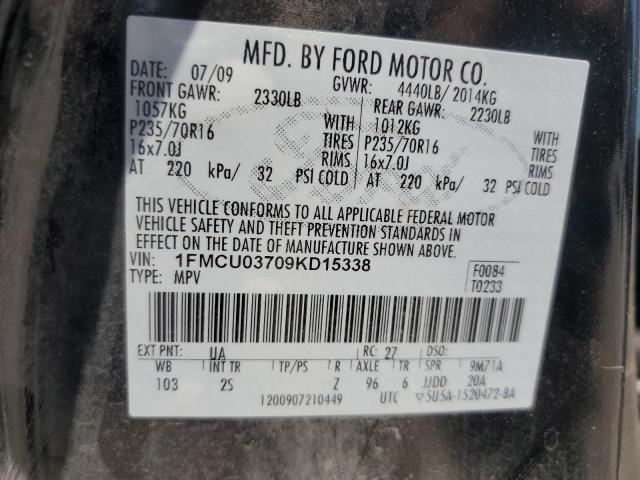 MFD. BY FORD MOTOR CO.
DATE: 07/09 GVWR: 4440LB/ 2014KG
FRONT GAWR: 2330LB REAR GAWR: 2230LB
1057KG WITH 1012KG WITH
P235/70R16 TIRES P235/70R16 TIRES
16x7.0J RIMS 16x7.0J RIMS
AT 220 kPa/ 32 PSI COLD AT 220 kPa/ 32 PSI COLD
THIS VEHICLE CONFORMS TO ALL APPLICABLE FEDERAL MOTOR
VEHICLE SAFETY AND THEFT PREVENTION STANDARDS IN
EFFECT ON THE DATE OF MANUFACTURE SHOWN ABOVE.
VIN: 1FMCU03709KD15338 F0084
TYPE: MPV T0233
EXT PNT: UA RC: 27 DSO:
WB INT TR TP/PS R AXLE TR SPR 9M71A
103 2S Z 96 6 JJDD 20A
1200907210449 UTC ▽5U5A-1520472-BA